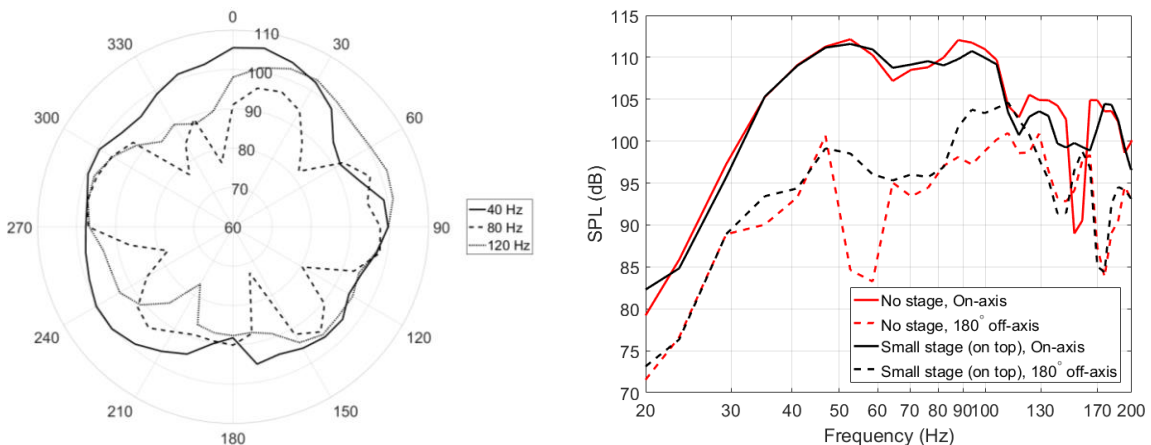 0
330
30
110
100
90
80
70
60
300
60
270
90
240
120
210
150
180
40 Hz
80 Hz
120 Hz
115
110
105
100
95
90
85
80
75
70
SPL (dB)
No stage, On-axis
No stage, 180° off-axis
Small stage (on top), On-axis
Small stage (on top), 180° off-axis
20 30 40 50 60 70 80 90 100 130 170 200
Frequency (Hz)